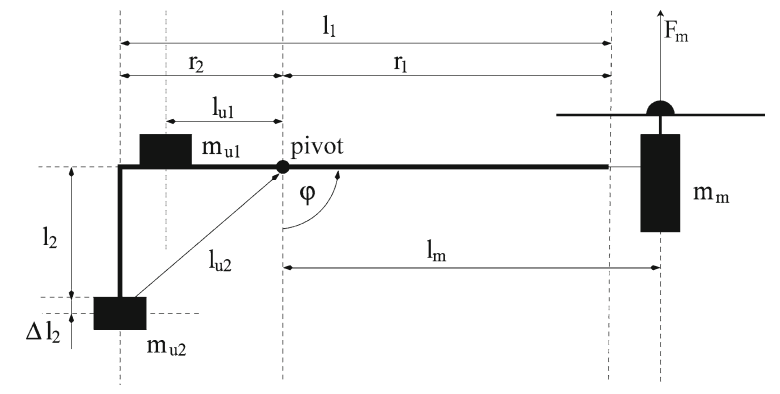 l₁
Fₘ
r₂
r₁
lᵤ₁
mᵤ₁
pivot
φ
mₘ
l₂
lᵤ₂
lₘ
Δl₂
mᵤ₂